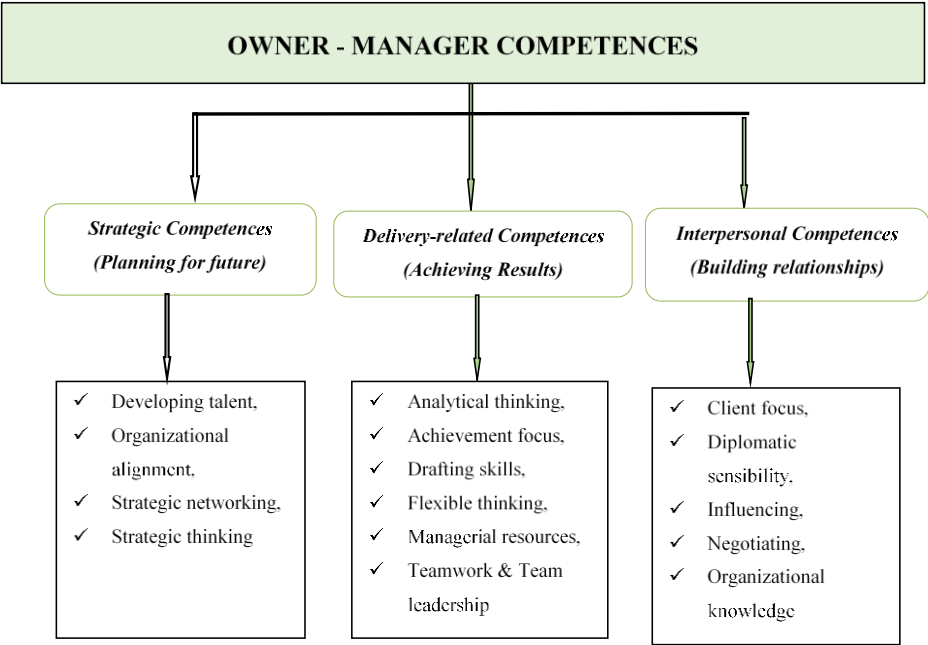 OWNER - MANAGER COMPETENCES
Strategic Competences
(Planning for future)
Delivery-related Competences
(Achieving Results)
Interpersonal Competences
(Building relationships)
✓ Developing talent,
✓ Organizational
alignment,
✓ Strategic networking,
✓ Strategic thinking
✓ Analytical thinking,
✓ Achievement focus,
✓ Drafting skills,
✓ Flexible thinking,
✓ Managerial resources,
✓ Teamwork & Team
leadership
✓ Client focus,
✓ Diplomatic
sensibility,
✓ Influencing,
✓ Negotiating,
✓ Organizational
knowledge